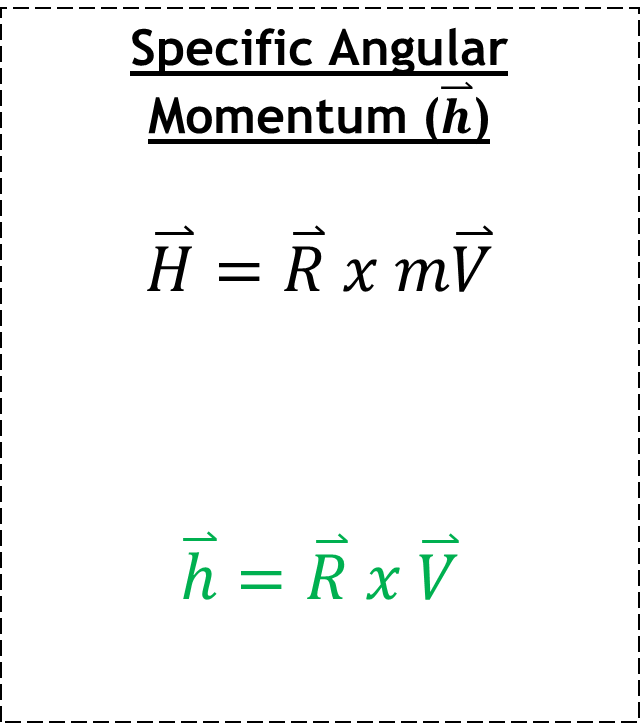 Specific Angular
Momentum (h⃗)
H⃗ = R⃗ x mV⃗
h⃗ = R⃗ x V⃗